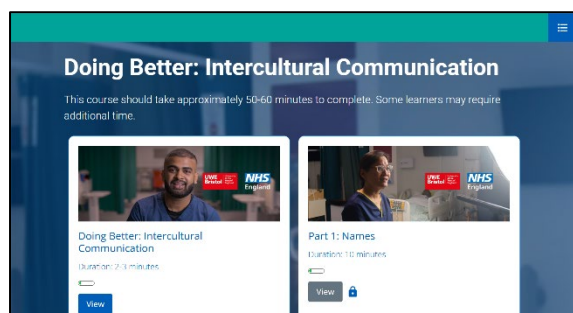 Doing Better: Intercultural Communication
This course should take approximately 50-60 minutes to complete. Some learners may require
additional time.
UWE
Bristol
NHS
England
Doing Better: Intercultural
Communication
Duration: 2-3 minutes
View
UWE
Bristol
NHS
England
Part 1: Names
Duration: 10 minutes
View